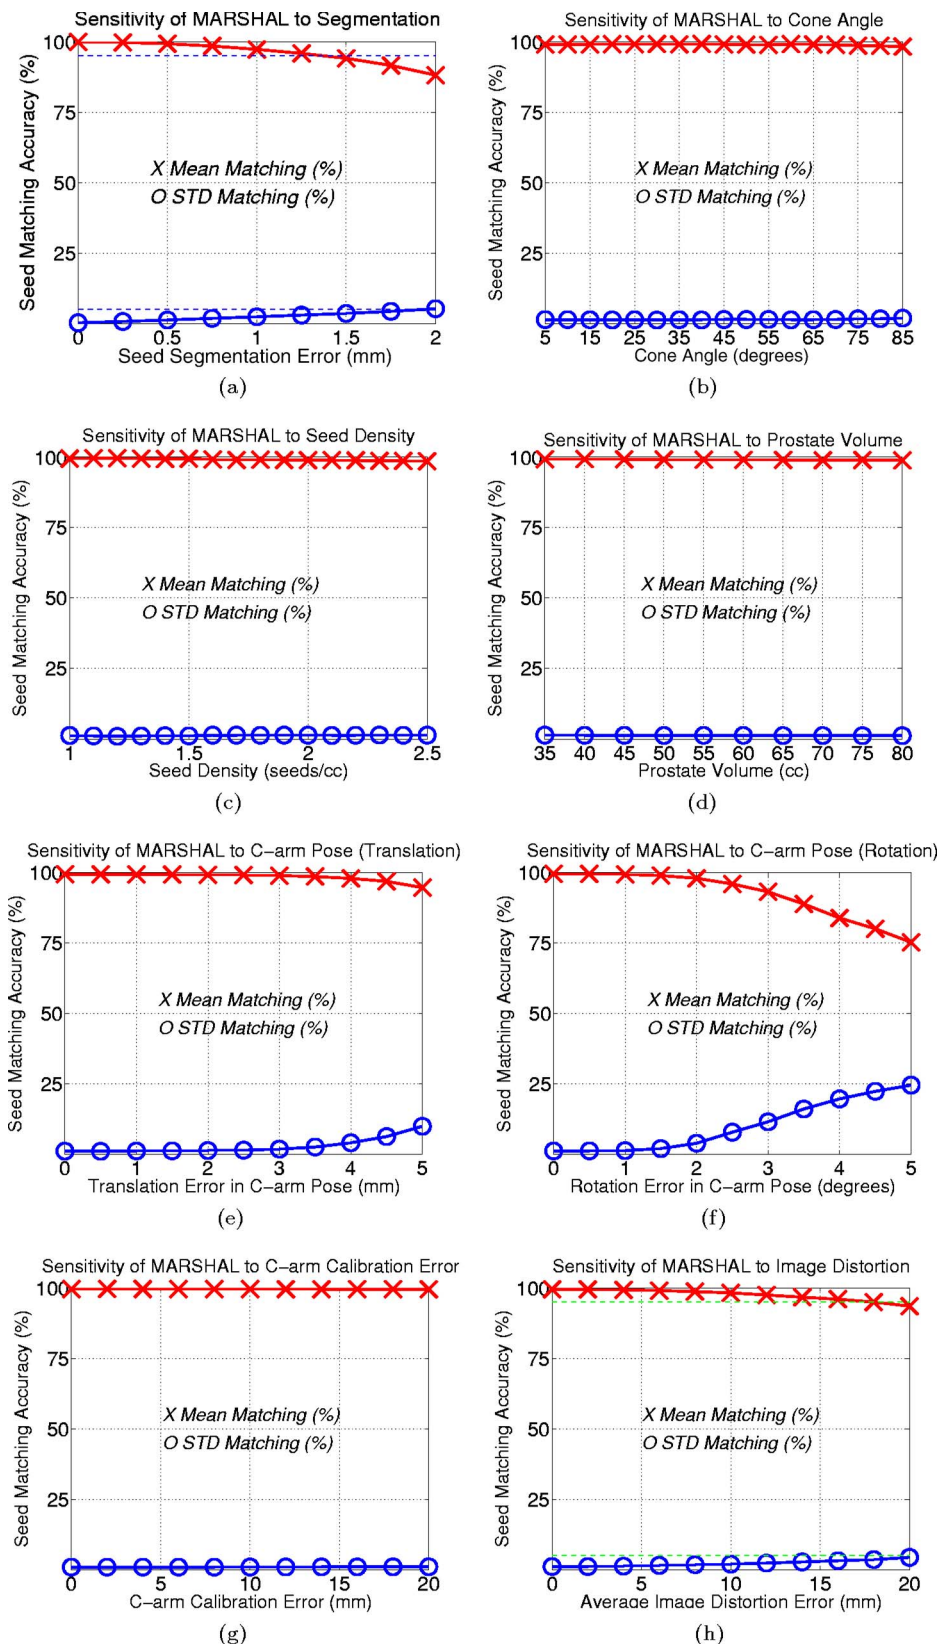 Sensitivity of MARSHAL to Segmentation
100
75
50
25
Seed Matching Accuracy (%)
X Mean Matching (%)
O STD Matching (%)
0 0.5 1 1.5 2
Seed Segmentation Error (mm)
(a)
Sensitivity of MARSHAL to Cone Angle
100
75
50
25
Seed Matching Accuracy (%)
X Mean Matching (%)
O STD Matching (%)
5 15 25 35 45 55 65 75 85
Cone Angle (degrees)
(b)
Sensitivity of MARSHAL to Seed Density
100
75
50
25
Seed Matching Accuracy (%)
X Mean Matching (%)
O STD Matching (%)
1 1.5 2 2.5
Seed Density (seeds/cc)
(c)
Sensitivity of MARSHAL to Prostate Volume
100
75
50
25
Seed Matching Accuracy (%)
X Mean Matching (%)
O STD Matching (%)
35 40 45 50 55 60 65 70 75 80
Prostate Volume (cc)
(d)
Sensitivity of MARSHAL to C-arm Pose (Translation)
100
75
50
25
Seed Matching Accuracy (%)
X Mean Matching (%)
O STD Matching (%)
0 1 2 3 4 5
Translation Error in C-arm Pose (mm)
(e)
Sensitivity of MARSHAL to C-arm Pose (Rotation)
100
75
50
25
Seed Matching Accuracy (%)
X Mean Matching (%)
O STD Matching (%)
0 1 2 3 4 5
Rotation Error in C-arm Pose (degrees)
(f)
Sensitivity of MARSHAL to C-arm Calibration Error
100
75
50
25
Seed Matching Accuracy (%)
X Mean Matching (%)
O STD Matching (%)
0 5 10 15 20
C-arm Calibration Error (mm)
(g)
Sensitivity of MARSHAL to Image Distortion
100
75
50
25
Seed Matching Accuracy (%)
X Mean Matching (%)
O STD Matching (%)
0 5 10 15 20
Average Image Distortion Error (mm)
(h)